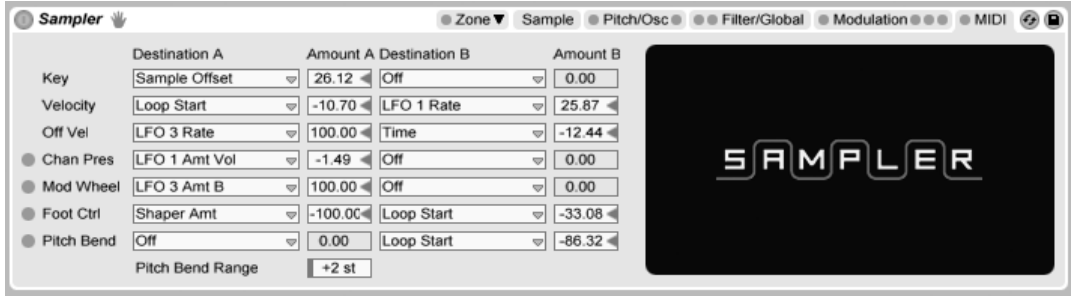 Sampler Zone Sample Pitch/Osc Filter/Global Modulation MIDI
Destination A Amount A Destination B Amount B
Key Sample Offset 26.12 Off 0.00
Velocity Loop Start -10.70 LFO 1 Rate 25.87
Off Vel LFO 3 Rate 100.00 Time -12.44
Chan Pres LFO 1 Amt Vol -1.49 Off 0.00
Mod Wheel LFO 3 Amt B 100.00 Off 0.00
Foot Ctrl Shaper Amt -100.00 Loop Start -33.08
Pitch Bend Off 0.00 Loop Start -86.32
Pitch Bend Range +2 st
SAMPLER